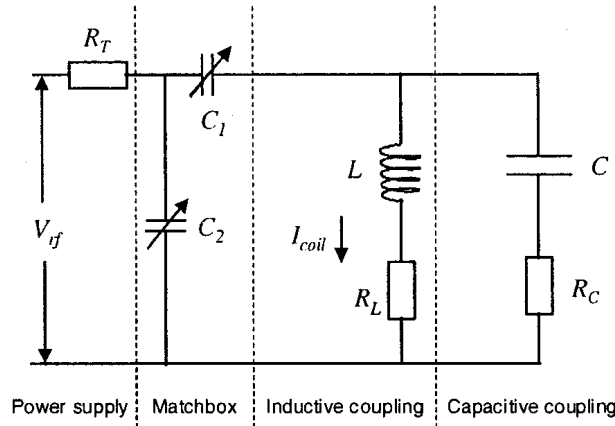 R_T
C_1
L
C
V_rf
C_2
I_coil
R_L
R_C
Power supply
Matchbox
Inductive coupling
Capacitive coupling